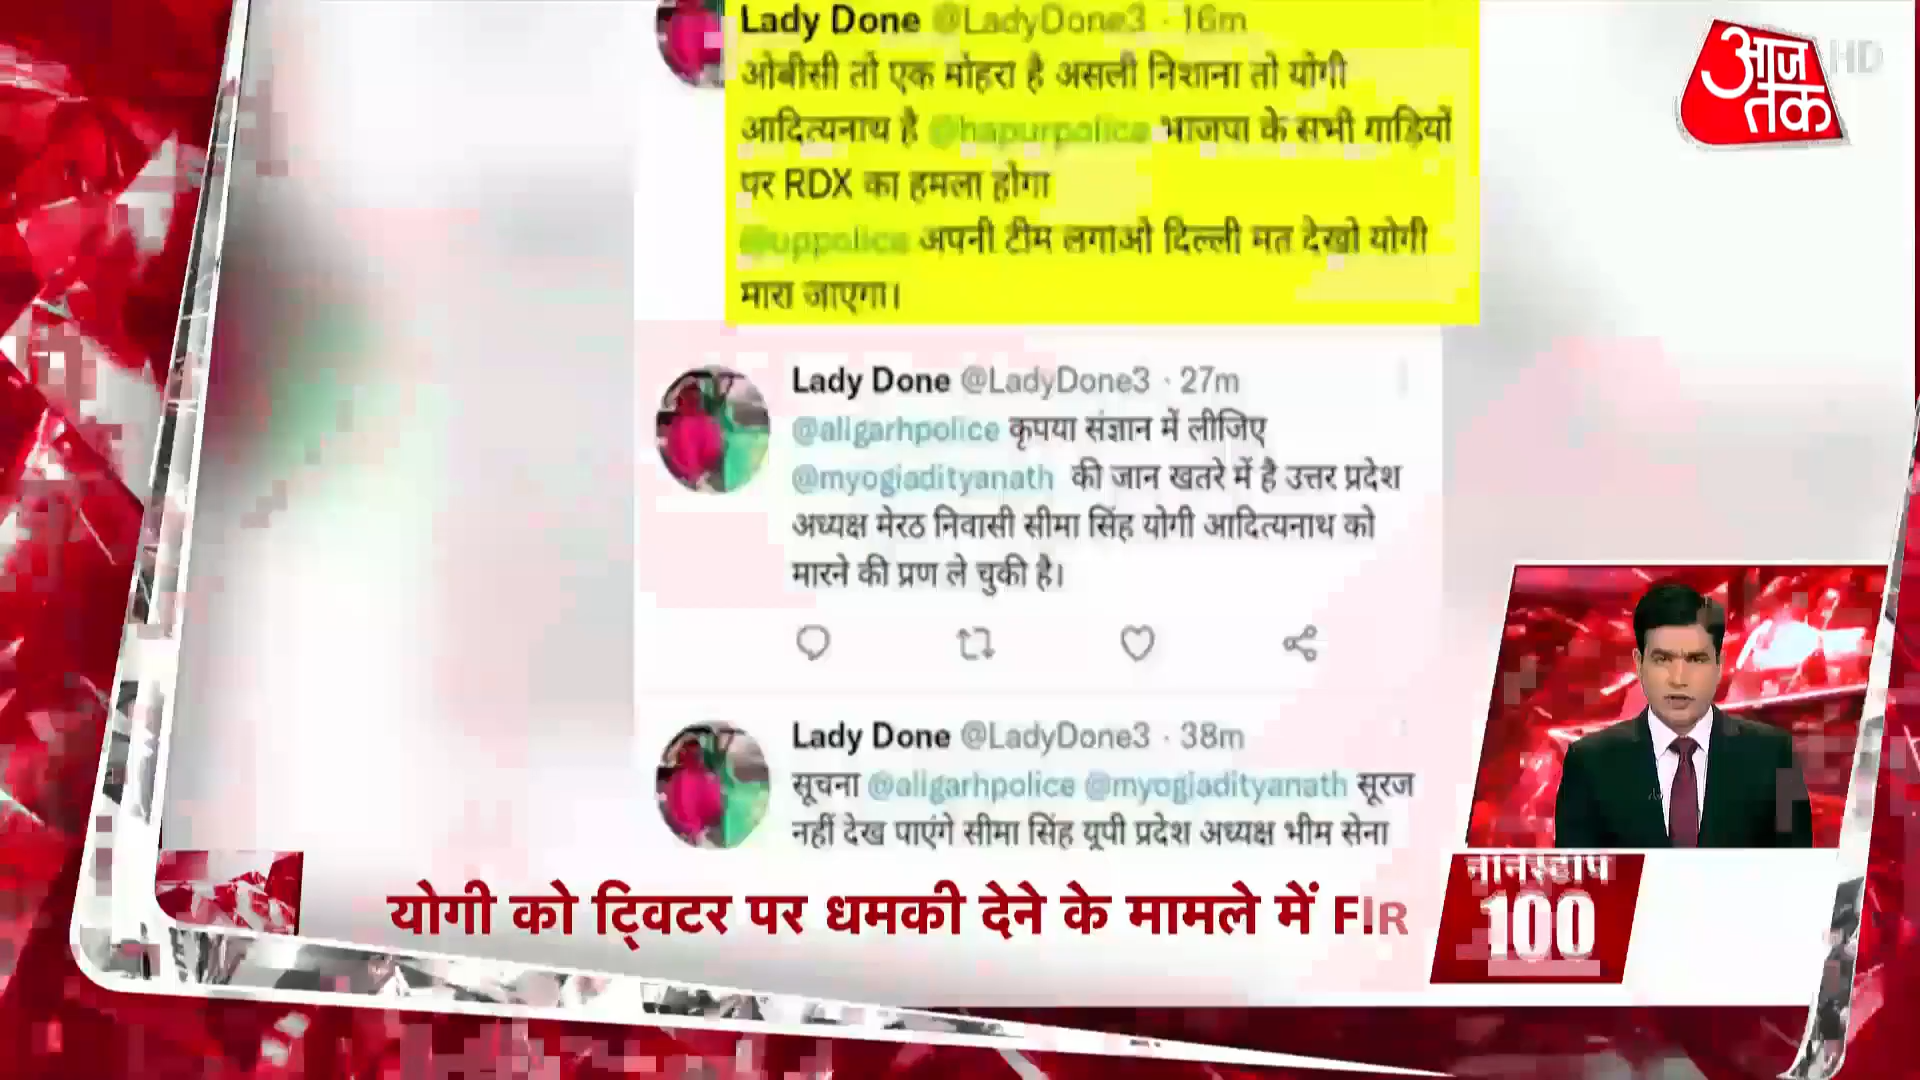 Lady Done @LadyDone3 · 16m
ओबीसी तो एक मोहरा है असली निशाना तो योगी
आदित्यनाथ है @hapurpolice भाजपा के सभी गाड़ियों
पर RDX का हमला होगा
@uppolice अपनी टीम लगाओ दिल्ली मत देखो योगी
मारा जाएगा।
Lady Done @LadyDone3 · 27m
@aligarhpolice कृपया संज्ञान में लीजिए
@myogiadityanath की जान खतरे में है उत्तर प्रदेश
अध्यक्ष मेरठ निवासी सीमा सिंह योगी आदित्यनाथ को
मारने की प्रण ले चुकी है।
Lady Done @LadyDone3 · 38m
सूचना @aligarhpolice @myogiadityanath सूरज
नहीं देख पाएंगे सीमा सिंह यूपी प्रदेश अध्यक्ष भीम सेना
योगी को ट्विटर पर धमकी देने के मामले में FIR
नॉनस्टॉप
100
आज
तक
HD